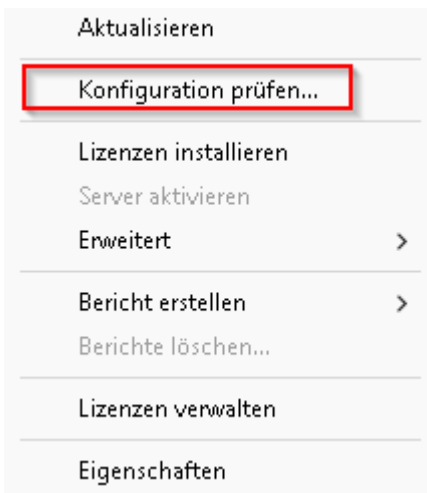 Aktualisieren
Konfiguration prüfen...
Lizenzen installieren
Server aktivieren
Erweitert
Bericht erstellen
Berichte löschen...
Lizenzen verwalten
Eigenschaften